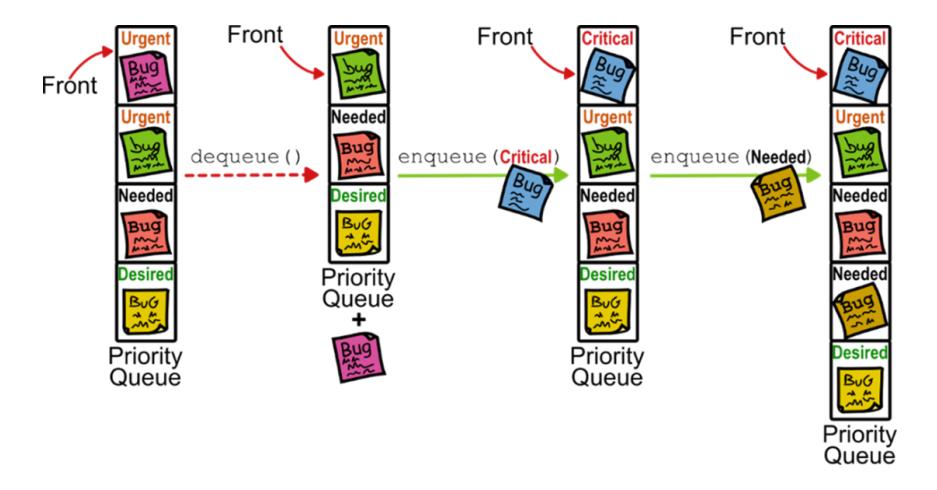 Front
Urgent
Bug
Urgent
bug
Needed
Bug
Desired
BUG
Priority
Queue
dequeue()
Front
Urgent
bug
Needed
Bug
Desired
BUG
Priority
Queue
+
Bug
enqueue(Critical)
Bug
Front
Critical
Bug
Urgent
bug
Needed
Bug
Desired
BUG
Priority
Queue
enqueue(Needed)
Bug
Front
Critical
Bug
Urgent
bug
Needed
Bug
Needed
Bug
Desired
BUG
Priority
Queue